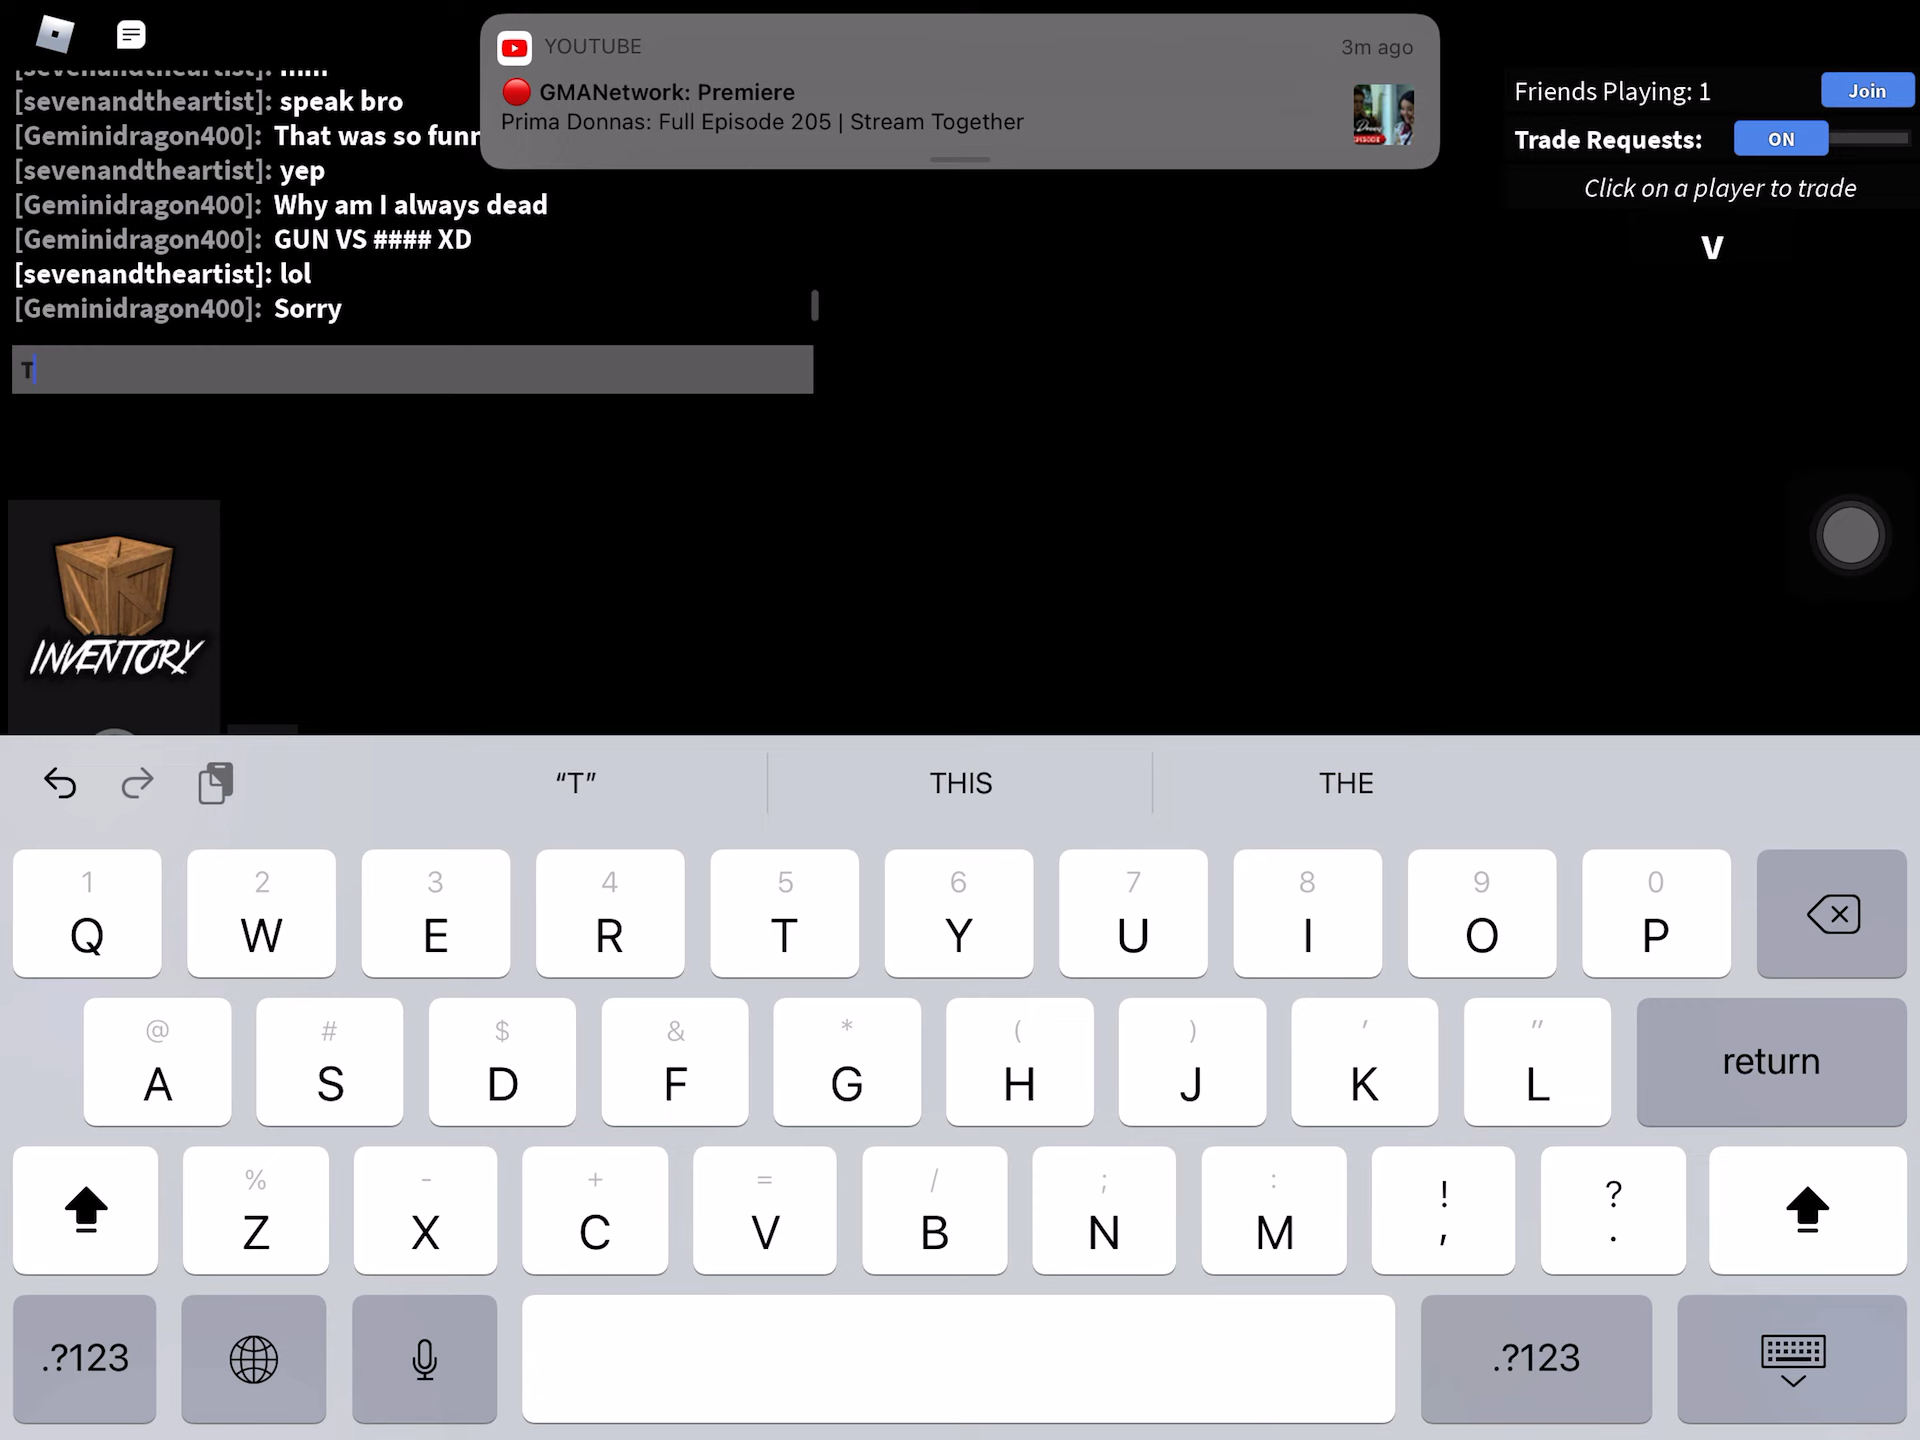 YOUTUBE
3m ago
GMANetwork: Premiere
Prima Donnas: Full Episode 205 | Stream Together
[sevenandtheartist]:
[sevenandtheartist]: speak bro
[Geminidragon400]: That was so funn
[sevenandtheartist]: yep
[Geminidragon400]: Why am I always dead
[Geminidragon400]: GUN VS #### XD
[sevenandtheartist]: lol
[Geminidragon400]: Sorry
T
Friends Playing: 1 Join
Trade Requests: ON
Click on a player to trade
V
INVENTORY
“T” THIS THE
1 2 3 4 5 6 7 8 9 0
Q W E R T Y U I O P
@ # $ & * ( ) ' "
A S D F G H J K L return
% - + = / ; : ! ?
Z X C V B N M , .
.?123 .?123